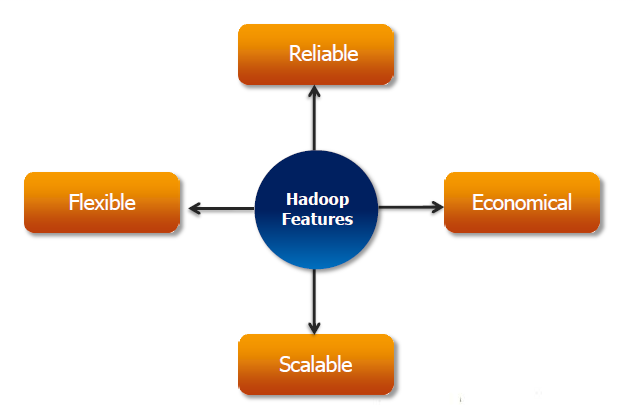 Reliable
Flexible
Hadoop
Features
Economical
Scalable